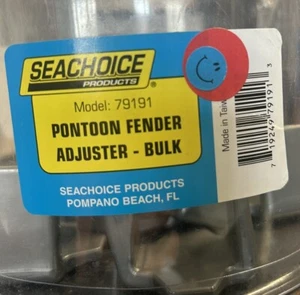 SEACHOICE
PRODUCTS
Model: 79191
PONTOON FENDER
ADJUSTER - BULK
SEACHOICE PRODUCTS
POMPANO BEACH, FL
Made in Taiw
7 19249 79191 3